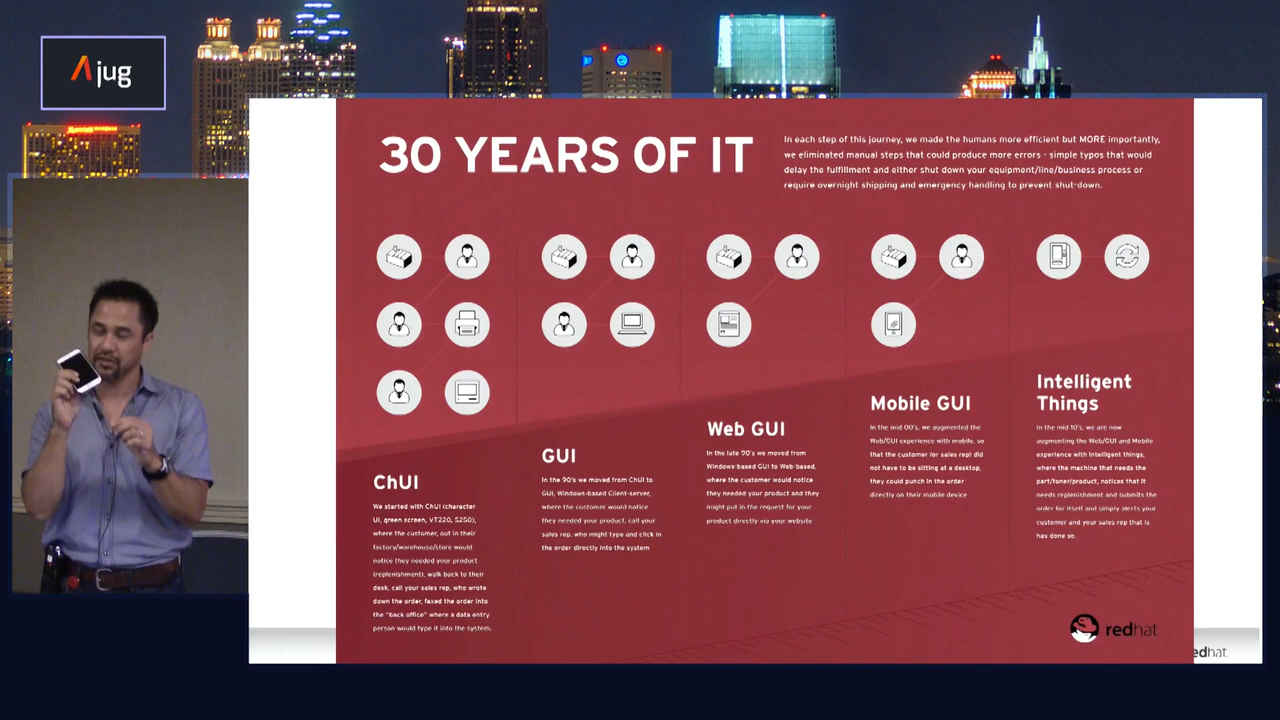 Ajug
Marriott
30 YEARS OF IT
In each step of this journey, we made the humans more efficient but MORE importantly,
we eliminated manual steps that could produce more errors - simple typos that would
delay the fulfillment and either shut down your equipment/line/business process or
require overnight shipping and emergency handling to prevent shut-down.
ChUI
We started with ChUI (character
UI, green screen, VT220, 5250),
where the customer, out in their
factory/warehouse/store would
notice they needed your product
(replenishment), walk back to their
desk, call your sales rep, who wrote
down the order, faxed the order into
the "back office" where a data entry
person would type it into the system.
GUI
In the 90's we moved from ChUI to
GUI, Windows-based Client-server,
where the customer would notice
they needed your product, call your
sales rep, who might type and click in
the order directly into the system
Web GUI
In the late 90's we moved from
Windows-based GUI to Web-based,
where the customer would notice
they needed your product and they
might put in the request for your
product directly via your website
Mobile GUI
In the mid 00's, we augmented the
Web/GUI experience with mobile, so
that the customer (or sales rep) did
not have to be sitting at a desktop,
they could punch in the order
directly on their mobile device
Intelligent
Things
In the mid 10's, we are now
augmenting the Web/GUI and Mobile
experience with Intelligent things,
where the machine that needs the
part/toner/product, notices that it
needs replenishment and submits the
order for itself and simply alerts your
customer and your sales rep that is
has done so.
redhat
edhat.